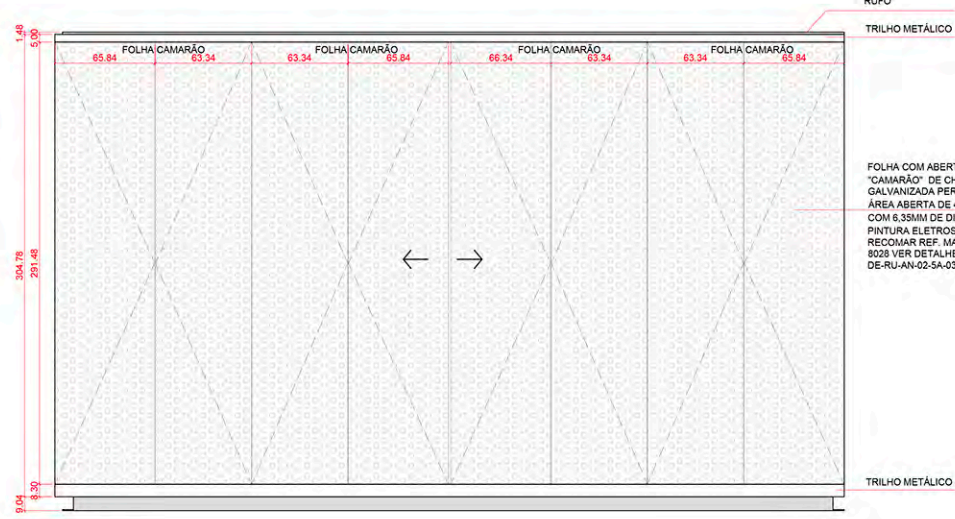 RUFO
TRILHO METÁLICO
1.48
5.00
FOLHA CAMARÃO
FOLHA CAMARÃO
FOLHA CAMARÃO
FOLHA CAMARÃO
65.84
63.34
63.34
65.84
66.34
63.34
63.34
65.84
FOLHA COM ABERT
"CAMARÃO" DE CH
GALVANIZADA PER
ÁREA ABERTA DE 4
COM 6,35MM DE DI
PINTURA ELETROS
RECOMAR REF. MA
8028 VER DETALHE
DE-RU-AN-02-5A-03
304.78
291.48
8.30
9.04
TRILHO METÁLICO